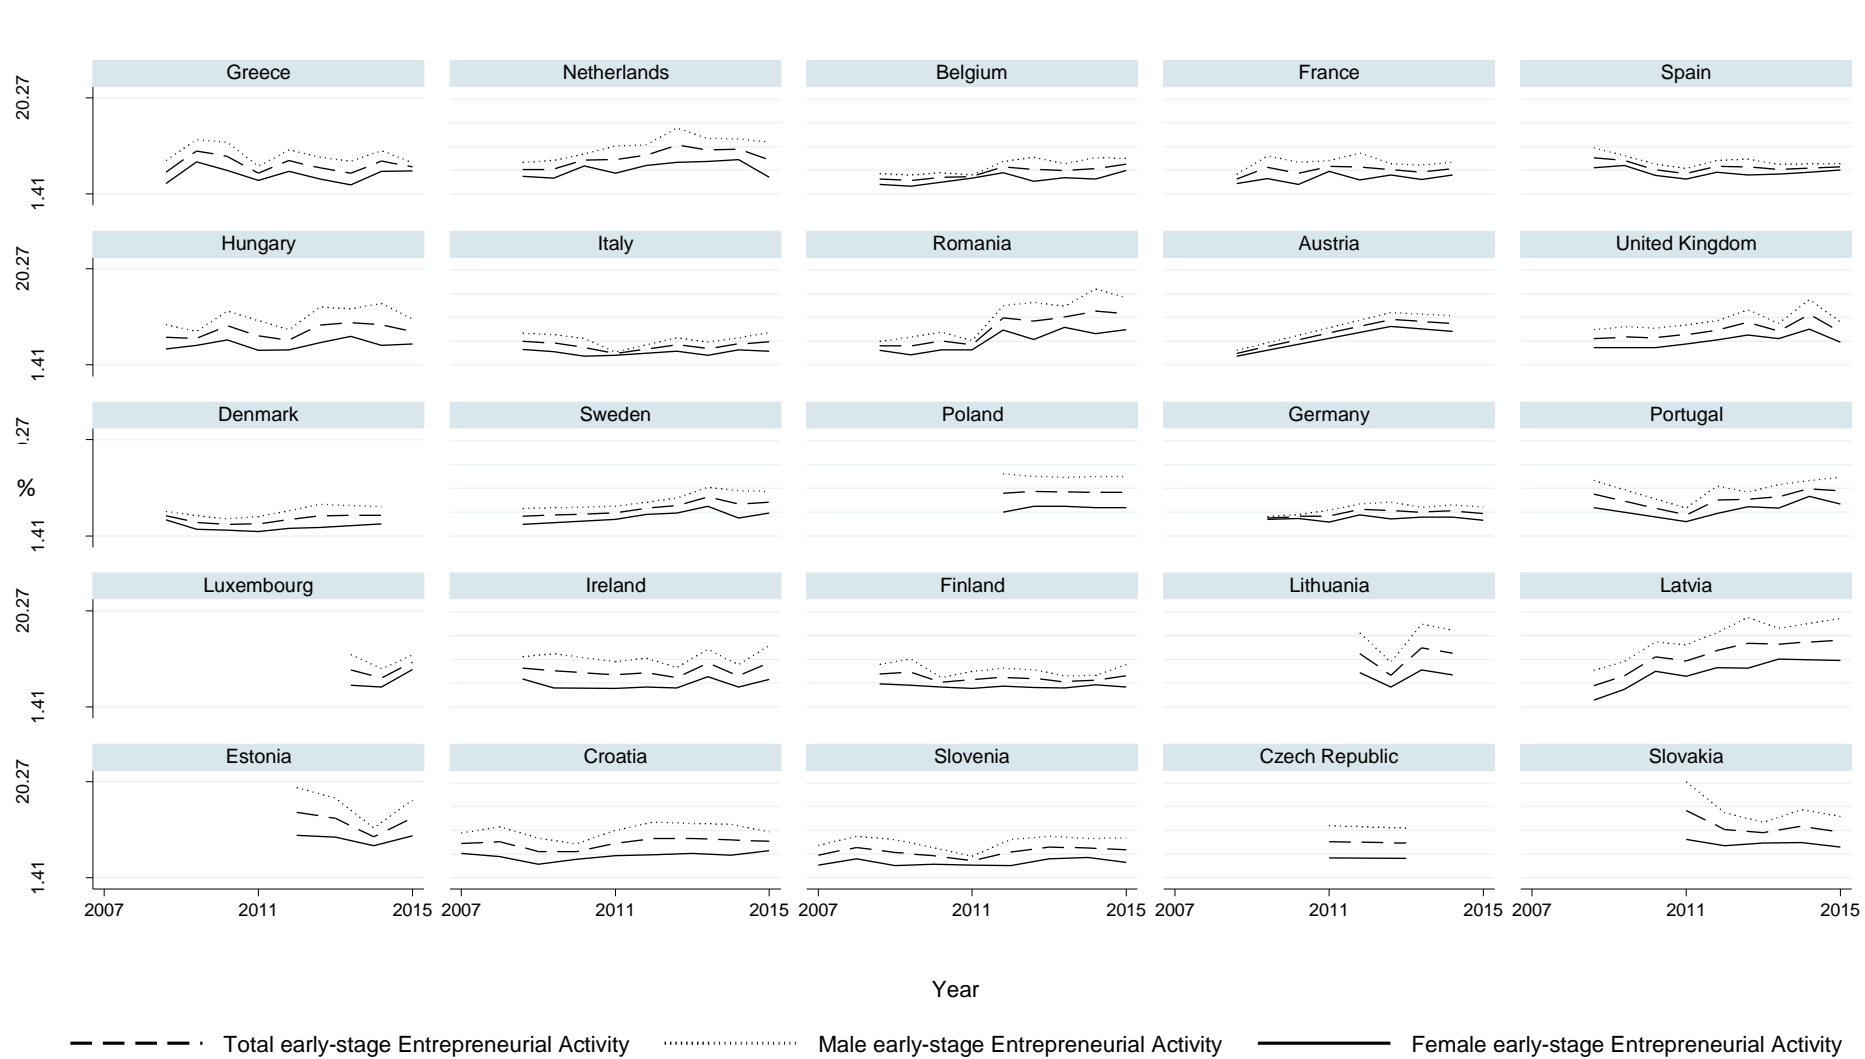 Greece Netherlands Belgium France Spain
20.27
1.41
Hungary Italy Romania Austria United Kingdom
20.27
1.41
Denmark Sweden Poland Germany Portugal
.27
%
1.41
Luxembourg Ireland Finland Lithuania Latvia
20.27
1.41
Estonia Croatia Slovenia Czech Republic Slovakia
20.27
1.41
2007 2011 2015 2007 2011 2015 2007 2011 2015 2007 2011 2015 2007 2011 2015
Year
Total early-stage Entrepreneurial Activity Male early-stage Entrepreneurial Activity Female early-stage Entrepreneurial Activity